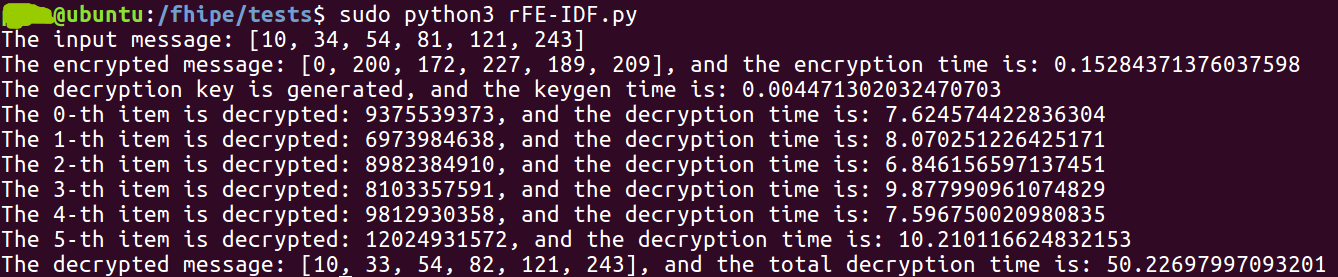 @ubuntu:/fhipe/tests$ sudo python3 rFE-IDF.py
The input message: [10, 34, 54, 81, 121, 243]
The encrypted message: [0, 200, 172, 227, 189, 209], and the encryption time is: 0.15284371376037598
The decryption key is generated, and the keygen time is: 0.004471302032470703
The 0-th item is decrypted: 9375539373, and the decryption time is: 7.624574422836304
The 1-th item is decrypted: 6973984638, and the decryption time is: 8.070251226425171
The 2-th item is decrypted: 8982384910, and the decryption time is: 6.846156597137451
The 3-th item is decrypted: 8103357591, and the decryption time is: 9.877990961074829
The 4-th item is decrypted: 9812930358, and the decryption time is: 7.596750020980835
The 5-th item is decrypted: 12024931572, and the decryption time is: 10.210116624832153
The decrypted message: [10, 33, 54, 82, 121, 243], and the total decryption time is: 50.22697997093201